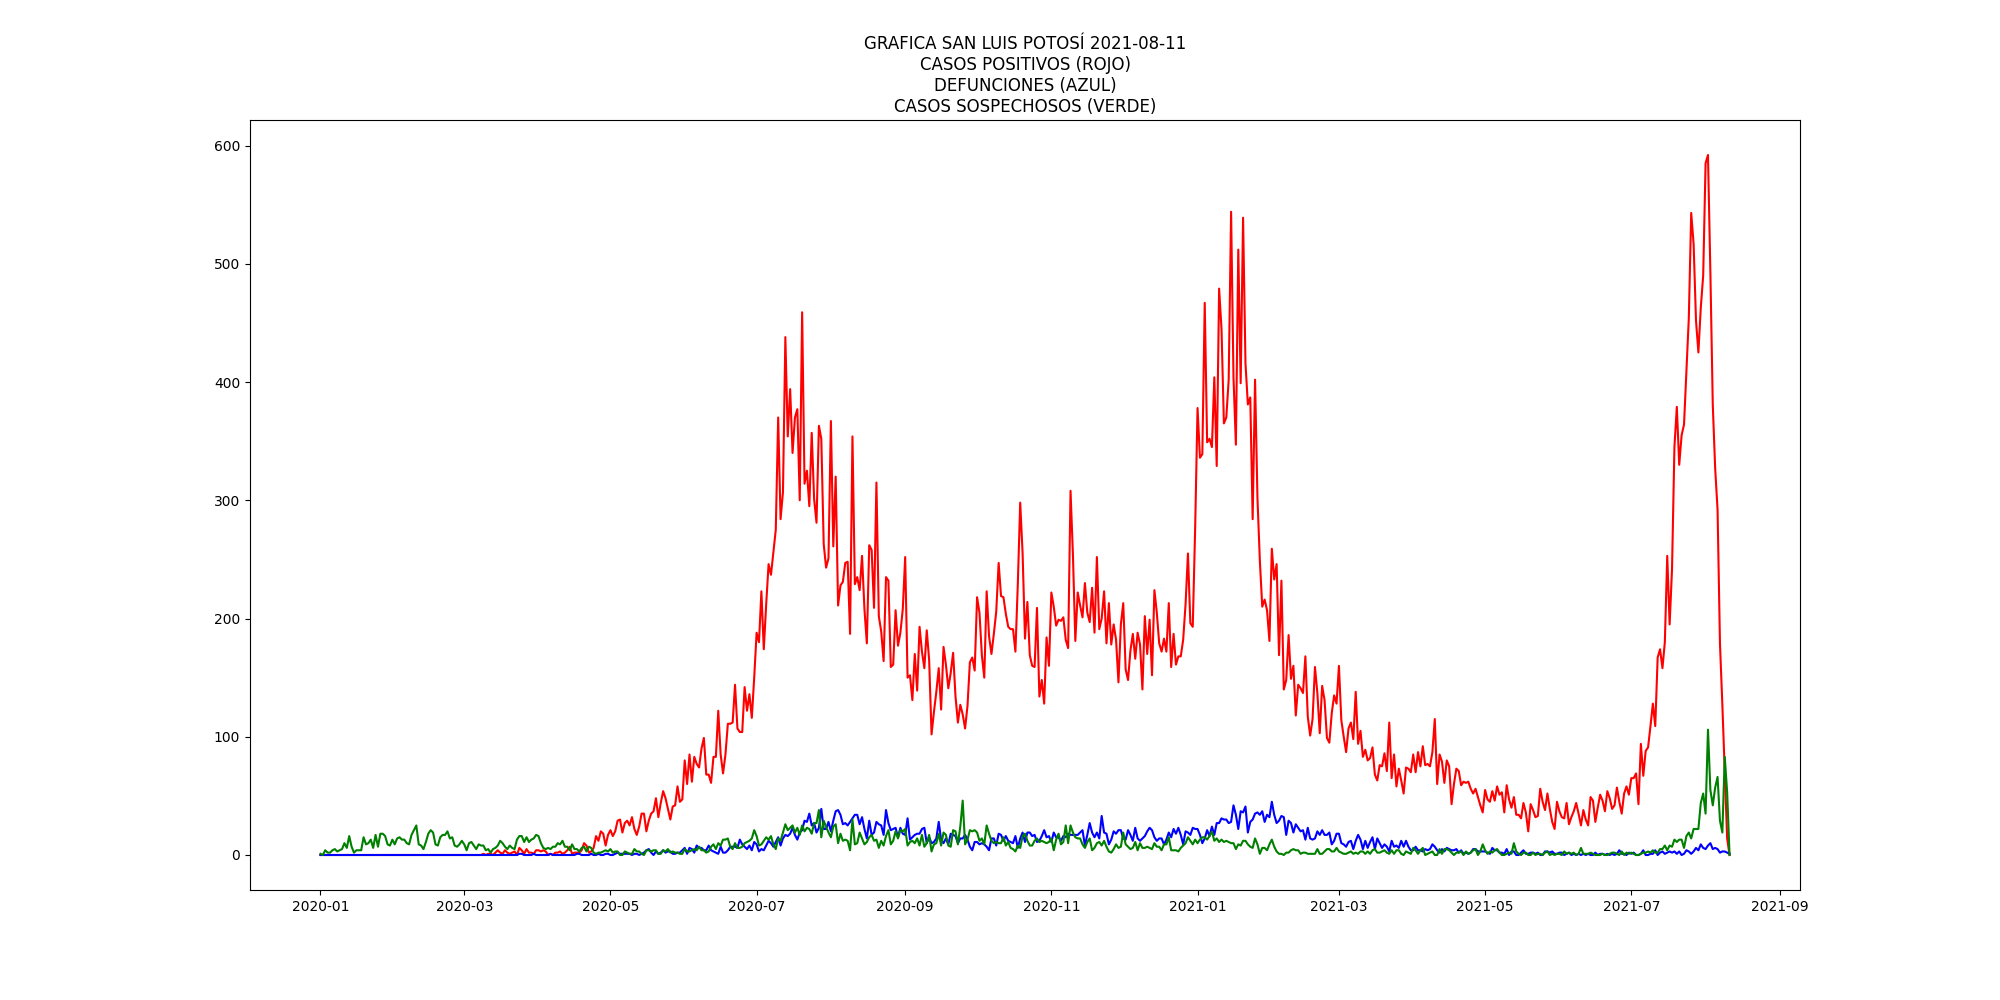 GRAFICA SAN LUIS POTOSÍ 2021-08-11
CASOS POSITIVOS (ROJO)
DEFUNCIONES (AZUL)
CASOS SOSPECHOSOS (VERDE)
600
500
400
300
200
100
0
2020-01 2020-03 2020-05 2020-07 2020-09 2020-11 2021-01 2021-03 2021-05 2021-07 2021-09